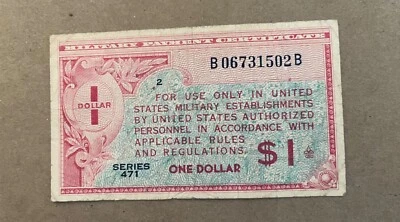 MILITARY PAYMENT CERTIFICATE
B06731502B
2
1
DOLLAR
FOR USE ONLY IN UNITED
STATES MILITARY ESTABLISHMENTS
BY UNITED STATES AUTHORIZED
PERSONNEL IN ACCORDANCE WITH
APPLICABLE RULES
AND REGULATIONS.
SERIES
471
ONE DOLLAR
$1